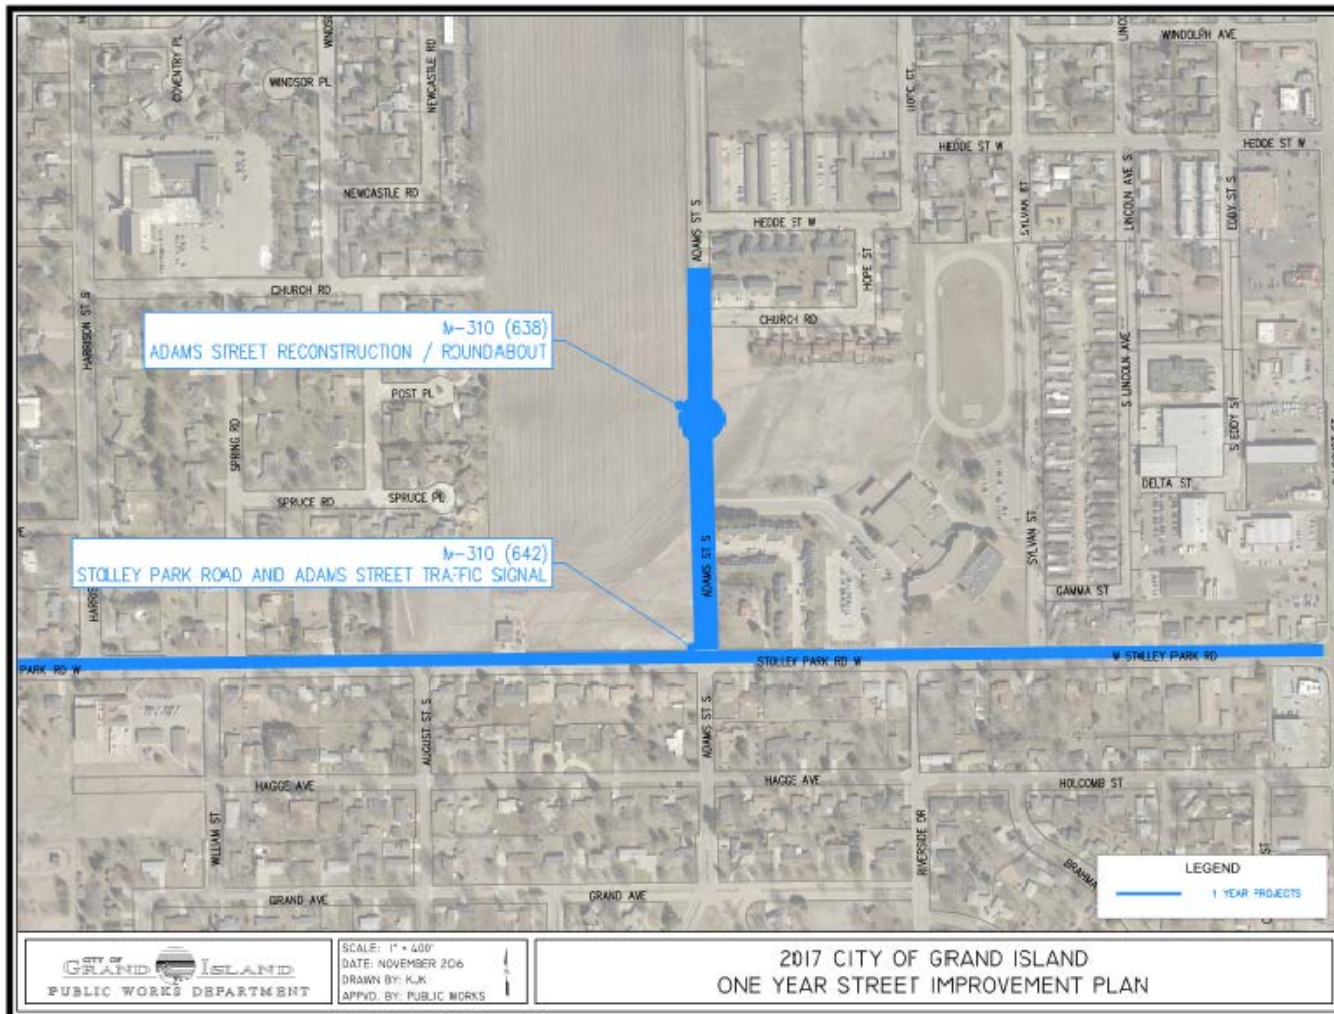 WINDOLPH AVE
COVENTRY PL
WINDSOR PL
NEWCASTLE RD
HOPE CT
HEDDE ST W
HEDDE ST W
NEWCASTLE RD
SYLVAN ST
LINCOLN AVE S
EDDY ST S
ADAMS ST S
HEDDE ST W
HOPE ST
CHURCH RD
HARRISON ST S
CHURCH RD
M-310 (638)
ADAMS STREET RECONSTRUCTION / ROUNDABOUT
S LINCOLN AVE
POST PL
SPRING RD
S EDDY ST
SPRUCE RD
SPRUCE PL
DELTA ST
SYLVAN ST
M-310 (642)
STOLLEY PARK ROAD AND ADAMS STREET TRAFFIC SIGNAL
ADAMS ST S
GAMMA ST
PARK RD W
STOLLEY PARK RD W
W STOLLEY PARK RD
AUGUST ST S
ADAMS ST S
HAGGE AVE
HAGGE AVE
HOLCOMB ST
WILLIAM ST
RIVERSIDE DR
GRAND AVE
GRAND AVE
LEGEND
1 YEAR PROJECTS
CITY OF
GRAND ISLAND
PUBLIC WORKS DEPARTMENT
SCALE: 1" = 400'
DATE: NOVEMBER 2016
DRAWN BY: KJK
APPVD. BY: PUBLIC WORKS
2017 CITY OF GRAND ISLAND
ONE YEAR STREET IMPROVEMENT PLAN